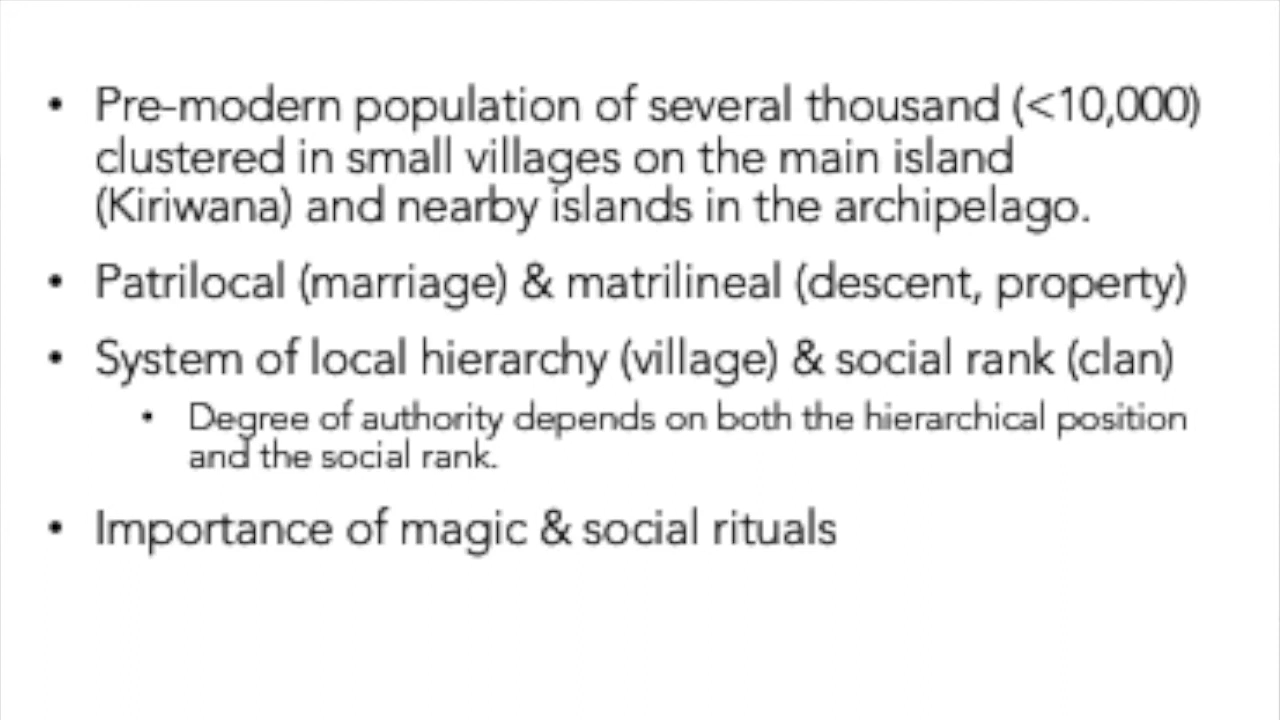 • Pre-modern population of several thousand (<10,000)
clustered in small villages on the main island
(Kiriwana) and nearby islands in the archipelago.
• Patrilocal (marriage) & matrilineal (descent, property)
• System of local hierarchy (village) & social rank (clan)
• Degree of authority depends on both the hierarchical position
and the social rank.
• Importance of magic & social rituals